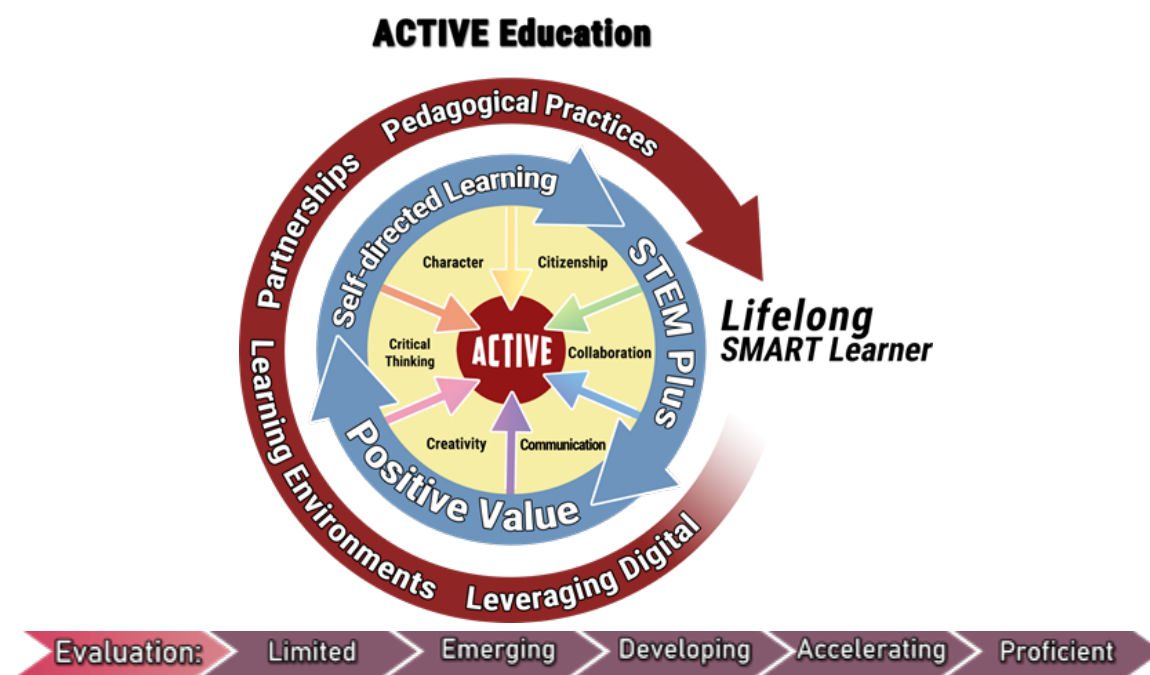 ACTIVE Education
Pedagogical Practices
Partnerships
Learning Environments
Leveraging Digital
Self-directed Learning
STEM Plus
Positive Value
Character
Citizenship
Critical
Thinking
ACTIVE
Collaboration
Creativity
Communication
Lifelong
SMART Learner
Evaluation:
Limited
Emerging
Developing
Accelerating
Proficient